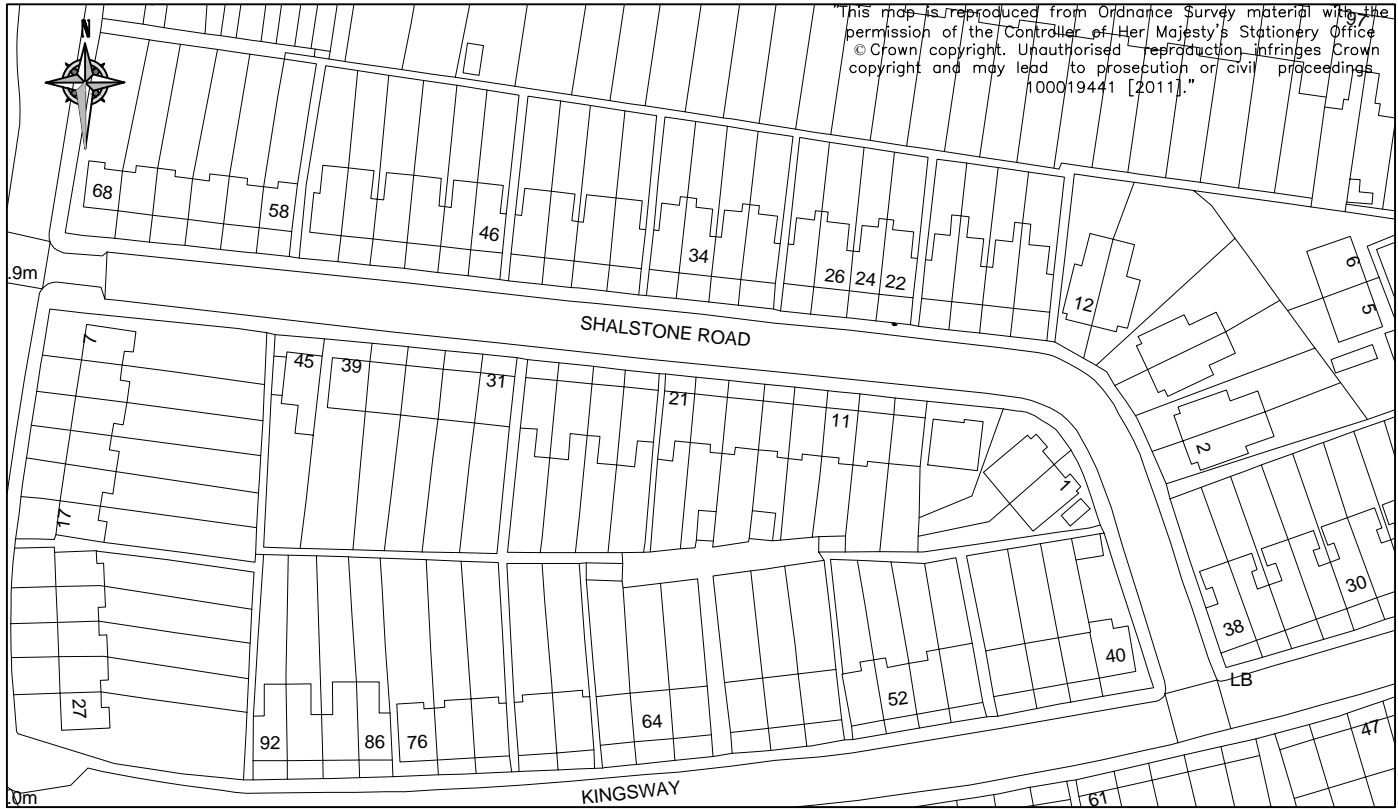 "This map is reproduced from Ordnance Survey material with the
permission of the Controller of Her Majesty's Stationery Office
© Crown copyright. Unauthorised reproduction infringes Crown
copyright and may lead to prosecution or civil proceedings
100019441 [2011]."
97
N
68
58
46
34
26 24 22
12
6
5
.9m
SHALSTONE ROAD
7
45
39
31
21
11
2
1
17
38
30
40
LB
52
27
64
92
86
76
47
KINGSWAY
61
.0m